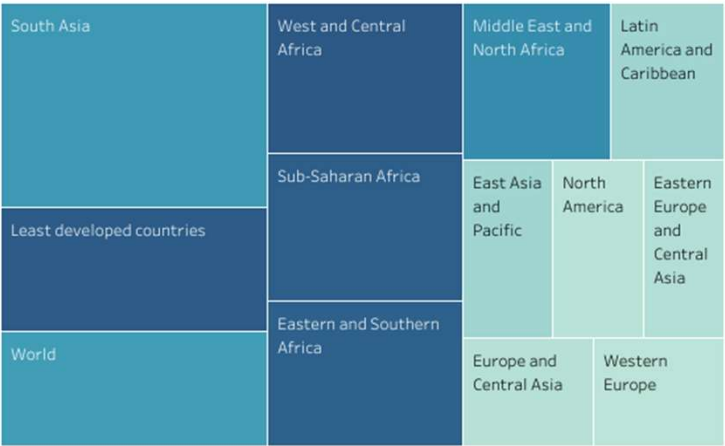 South Asia
Least developed countries
World
West and Central
Africa
Sub-Saharan Africa
Eastern and Southern
Africa
Middle East and
North Africa
Latin
America and
Caribbean
East Asia
and
Pacific
North
America
Eastern
Europe
and
Central
Asia
Europe and
Central Asia
Western
Europe